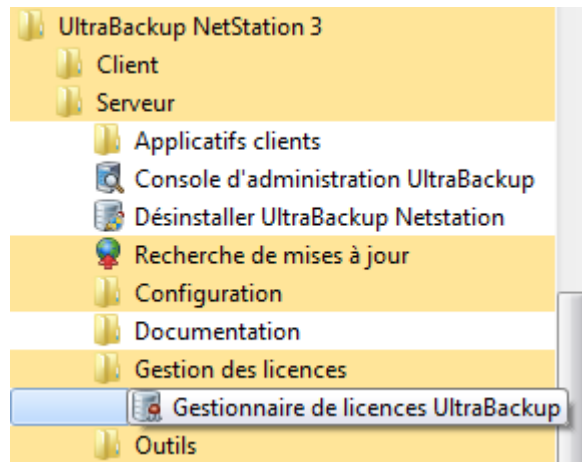 UltraBackup NetStation 3
Client
Serveur
Applicatifs clients
Console d'administration UltraBackup
Désinstaller UltraBackup Netstation
Recherche de mises à jour
Configuration
Documentation
Gestion des licences
Gestionnaire de licences UltraBackup
Outils